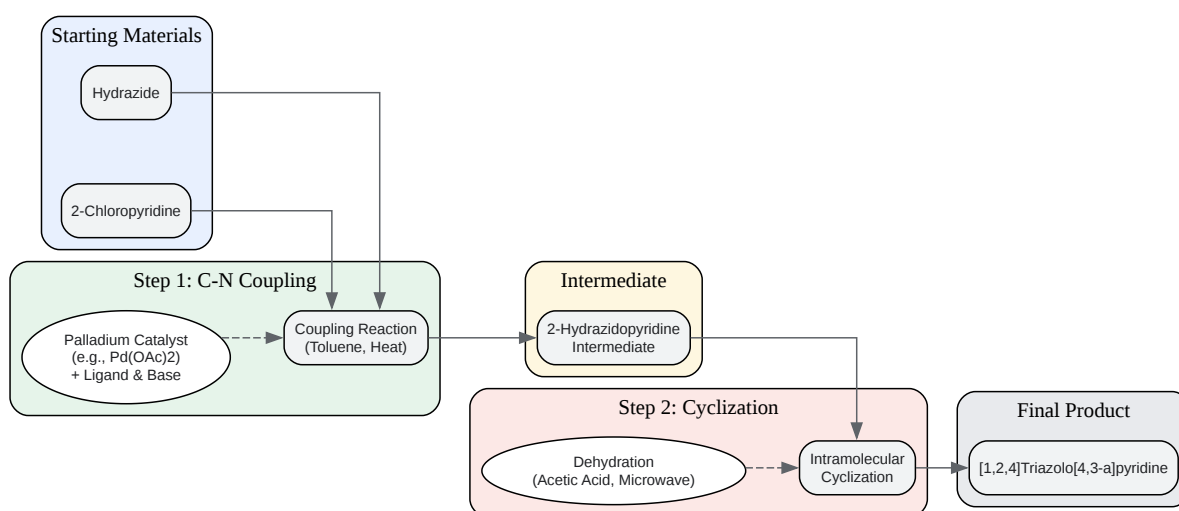 Starting Materials
Hydrazide
2-Chloropyridine
Step 1: C-N Coupling
Palladium Catalyst
(e.g., Pd(OAc)2)
+ Ligand & Base
Coupling Reaction
(Toluene, Heat)
Intermediate
2-Hydrazidopyridine
Intermediate
Step 2: Cyclization
Dehydration
(Acetic Acid, Microwave)
Intramolecular
Cyclization
Final Product
[1,2,4]Triazolo[4,3-a]pyridine